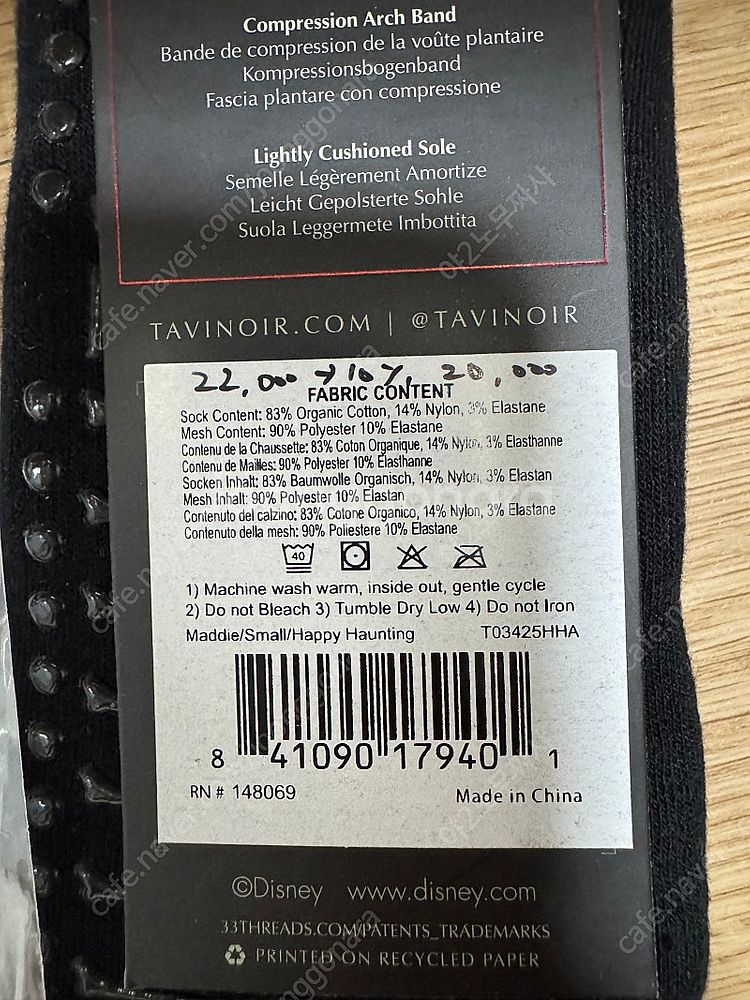 Compression Arch Band
Bande de compression de la voûte plantaire
Kompressionsbogenband
Fascia plantare con compressione
Lightly Cushioned Sole
Semelle Légèrement Amortize
Leicht Gepolsterte Sohle
Suola Leggermete Imbottita
TAVINOIR.COM | @TAVINOIR
22,000 → 10%, 20,000
FABRIC CONTENT
Sock Content: 83% Organic Cotton, 14% Nylon, 3% Elastane
Mesh Content: 90% Polyester 10% Elastane
Contenu de la Chaussette: 83% Coton Organique, 14% Nylon, 3% Elasthanne
Contenu de Mailles: 90% Polyester 10% Elasthanne
Socken Inhalt: 83% Baumwolle Organisch, 14% Nylon, 3% Elastan
Mesh Inhalt: 90% Polyester 10% Elastan
Contenuto del calzino: 83% Cotone Organico, 14% Nylon, 3% Elastane
Contenuto della mesh: 90% Poliestere 10% Elastane
40
1) Machine wash warm, inside out, gentle cycle
2) Do not Bleach 3) Tumble Dry Low 4) Do not Iron
Maddie/Small/Happy Haunting T03425HHA
8 41090 17940 1
RN # 148069 Made in China
©Disney www.disney.com
33THREADS.COM/PATENTS_TRADEMARKS
PRINTED ON RECYCLED PAPER